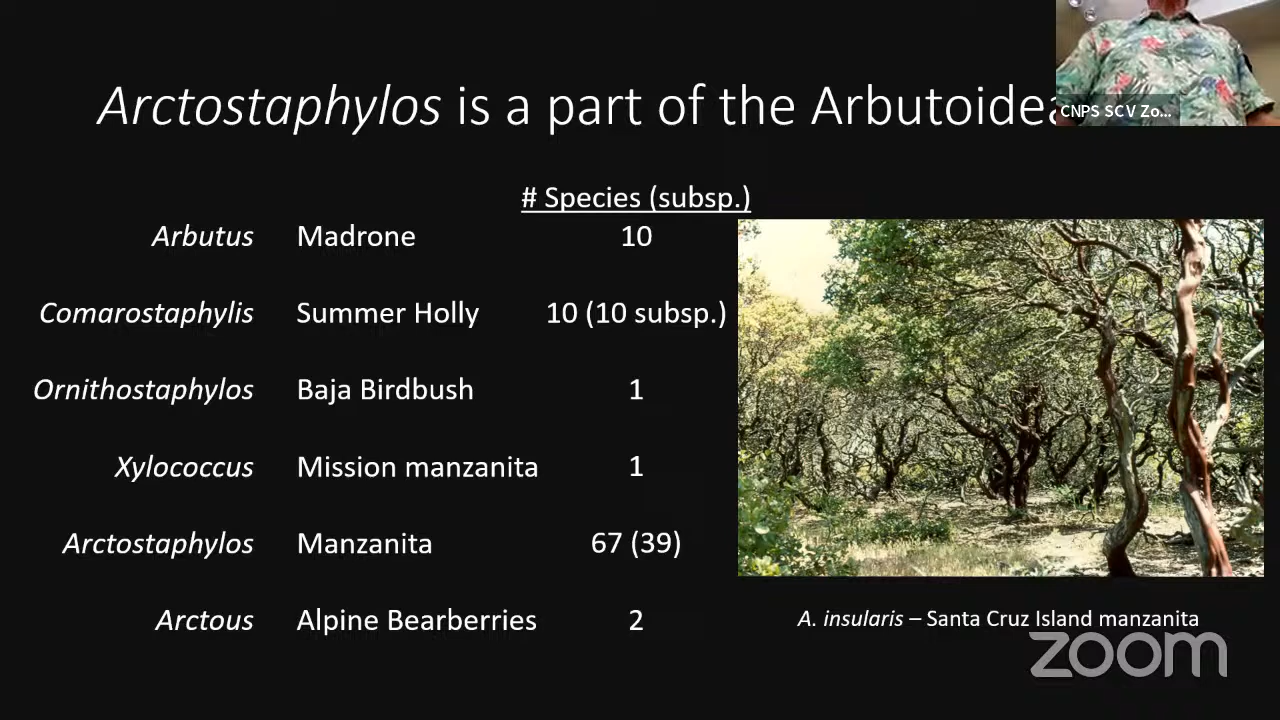 Arctostaphylos is a part of the Arbutoidea
CNPS SCV Zo...
# Species (subsp.)
Arbutus Madrone 10
Comarostaphylis Summer Holly 10 (10 subsp.)
Ornithostaphylos Baja Birdbush 1
Xylococcus Mission manzanita 1
Arctostaphylos Manzanita 67 (39)
Arctous Alpine Bearberries 2
A. insularis – Santa Cruz Island manzanita
zoom